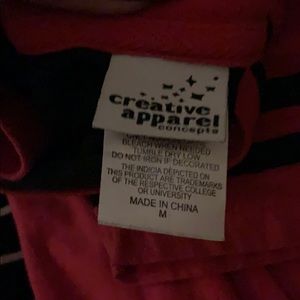 creative
apparel
concepts
BLEACH WHEN NEEDED
TUMBLE DRY LOW
DO NOT IRON IF DECORATED
THE INDICIA DEPICTED ON
THIS PRODUCT ARE TRADEMARKS
OF THE RESPECTIVE COLLEGE
OR UNIVERSITY
MADE IN CHINA
M